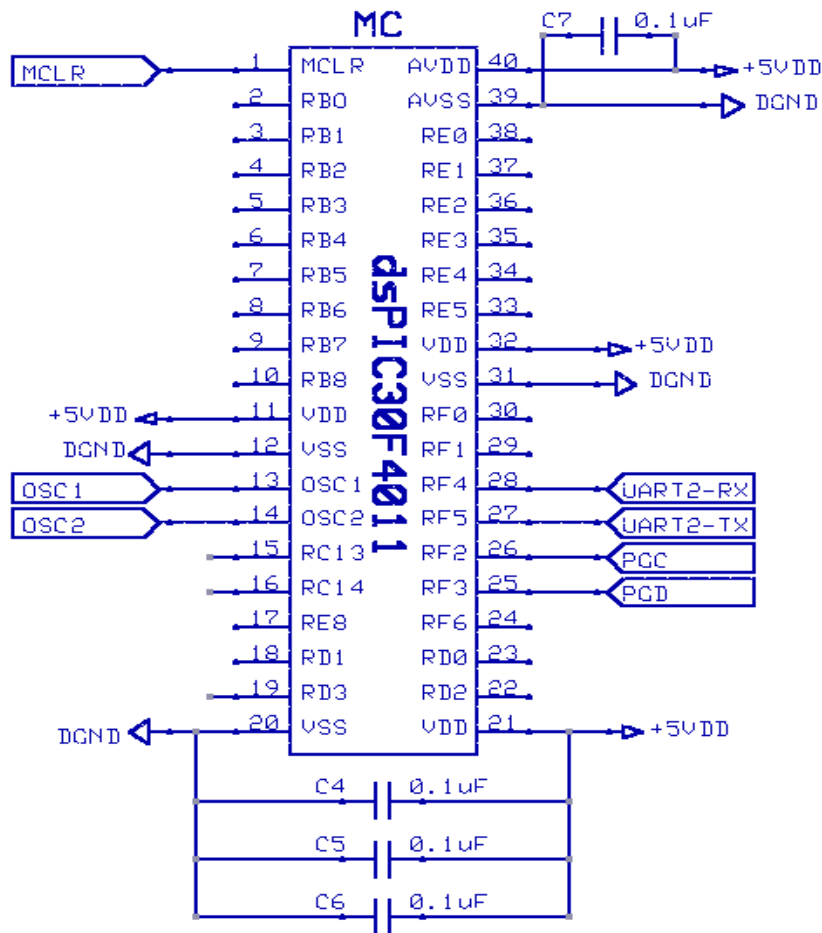 MC
C7 0.1uF
MCLR 1 MCLR AVDD 40 +5VDD
2 RB0 AVSS 39 DGND
3 RB1 RE0 38
4 RB2 RE1 37
5 RB3 RE2 36
6 RB4 RE3 35
7 RB5 RE4 34
8 RB6 RE5 33
9 RB7 VDD 32 +5VDD
10 RB8 VSS 31 DGND
+5VDD 11 VDD RF0 30
DGND 12 VSS RF1 29
OSC1 13 OSC1 RF4 28 UART2-RX
OSC2 14 OSC2 RF5 27 UART2-TX
15 RC13 RF2 26 PGC
16 RC14 RF3 25 PGD
17 RE8 RF6 24
18 RD1 RD0 23
19 RD3 RD2 22
DGND 20 VSS VDD 21 +5VDD
dsPIC30F4011
C4 0.1uF
C5 0.1uF
C6 0.1uF